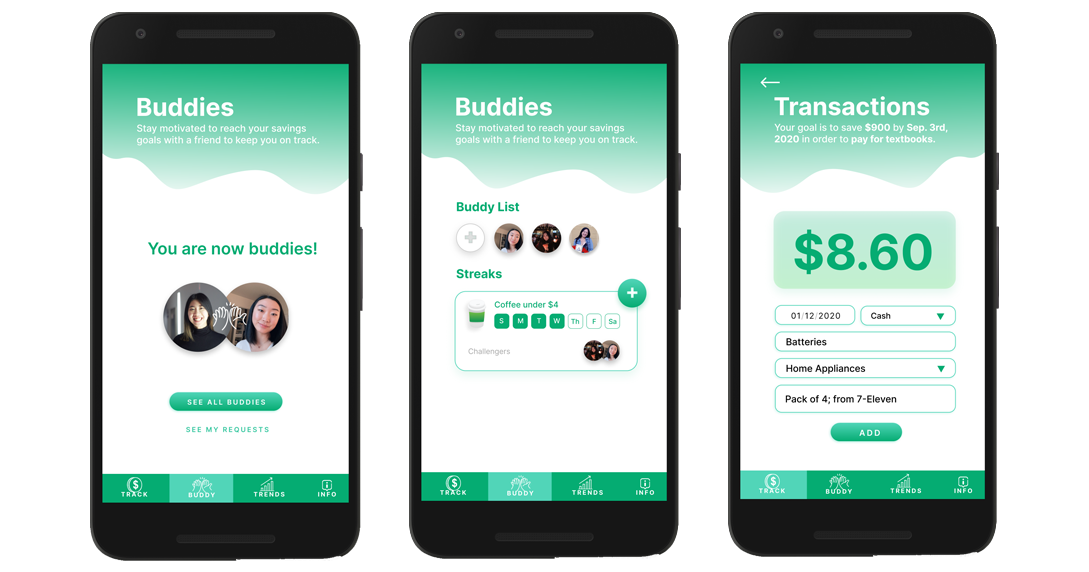 Buddies
Stay motivated to reach your savings
goals with a friend to keep you on track.
You are now buddies!
SEE ALL BUDDIES
SEE MY REQUESTS
TRACK
BUDDY
TRENDS
INFO
Buddies
Stay motivated to reach your savings
goals with a friend to keep you on track.
Buddy List
Streaks
Coffee under $4
S M T W Th F Sa
Challengers
TRACK
BUDDY
TRENDS
INFO
Transactions
Your goal is to save $900 by Sep. 3rd,
2020 in order to pay for textbooks.
$8.60
01/12/2020
Cash
Batteries
Home Appliances
Pack of 4; from 7-Eleven
ADD
TRACK
BUDDY
TRENDS
INFO